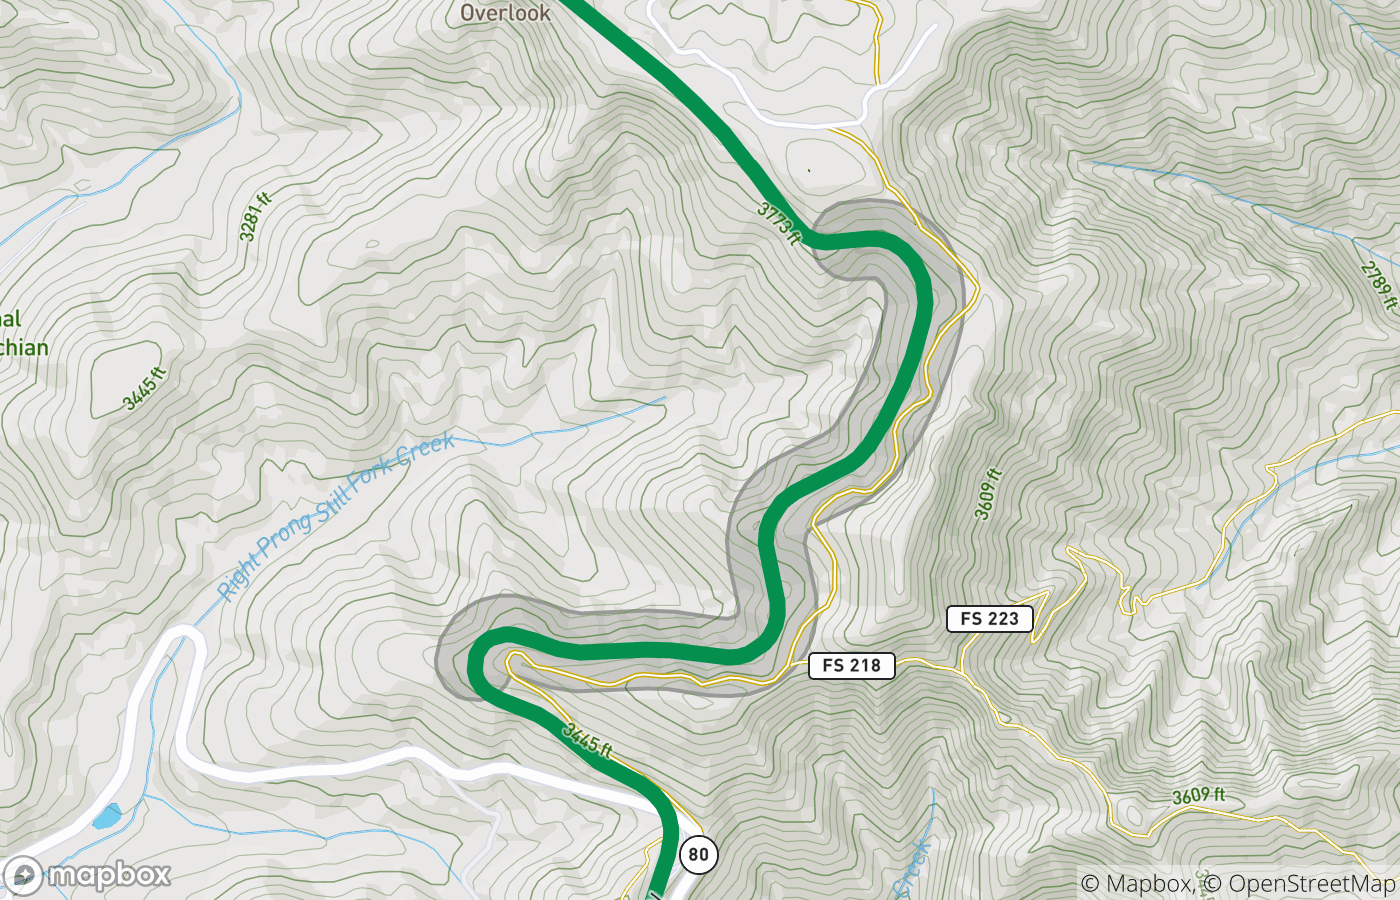 Overlook
3773 ft
3281 ft
2789 ft
nal
chian
3445 ft
Right Prong Still Fork Creek
3609 ft
FS 223
FS 218
3445 ft
3609 ft
80
Creek
mapbox
© Mapbox, © OpenStreetMap